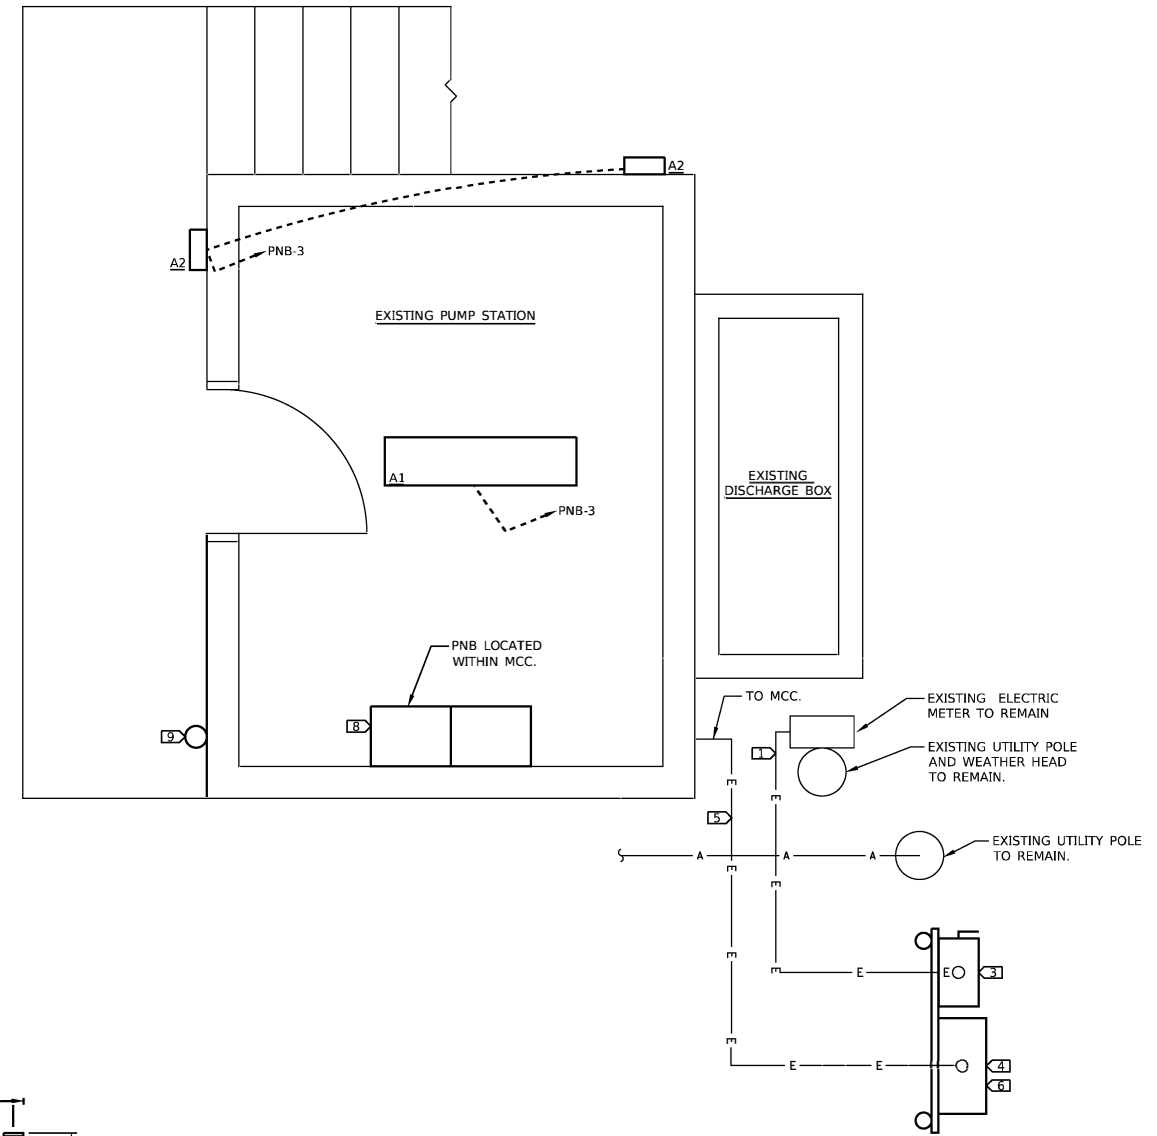 A2
PNB-3
A2
EXISTING PUMP STATION
A1
PNB-3
EXISTING
DISCHARGE BOX
PNB LOCATED
WITHIN MCC.
8
9
TO MCC.
EXISTING ELECTRIC
METER TO REMAIN
1
EXISTING UTILITY POLE
AND WEATHER HEAD
TO REMAIN.
E
E
5
A
A
A
EXISTING UTILITY POLE
TO REMAIN.
E
E
E
E
E
E
3
E
E
E
4
6